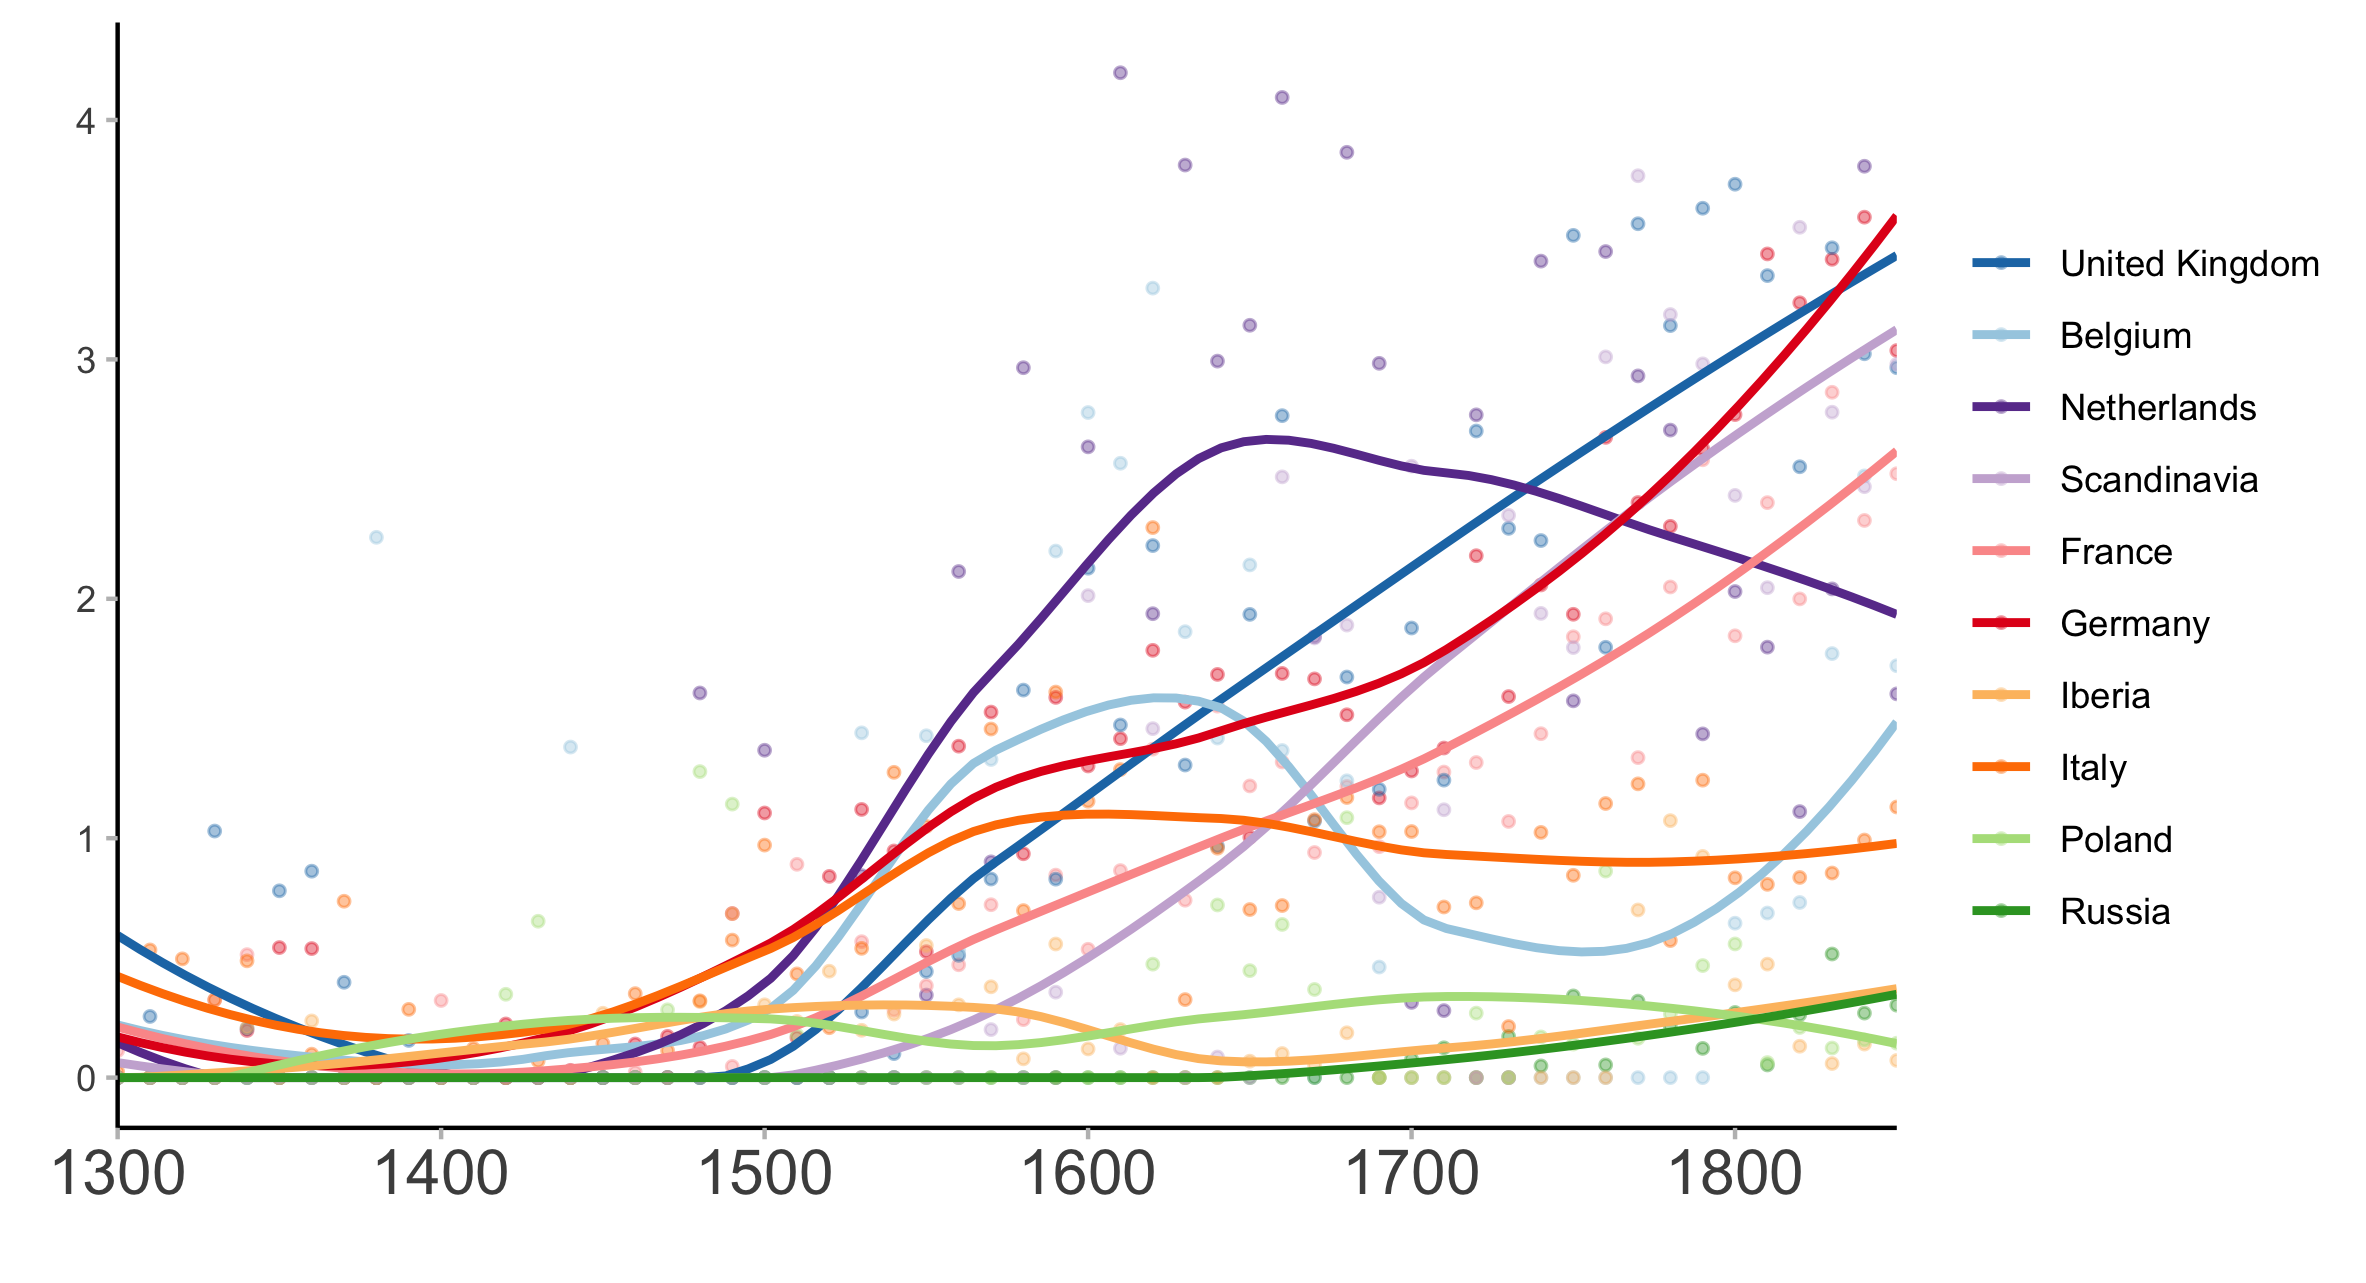 4
3
2
1
0
1300 1400 1500 1600 1700 1800
United Kingdom
Belgium
Netherlands
Scandinavia
France
Germany
Iberia
Italy
Poland
Russia